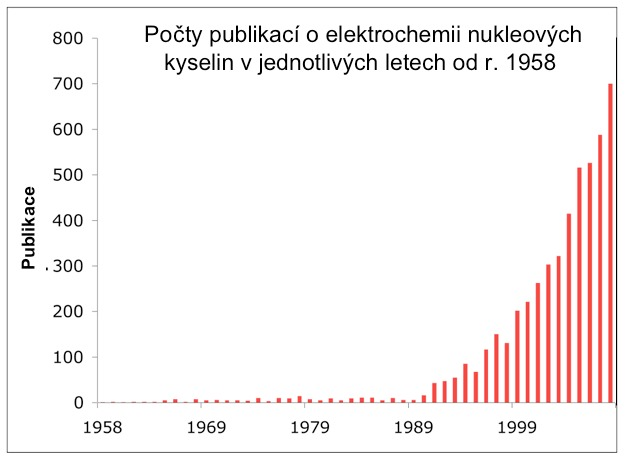 Počty publikací o elektrochemii nukleových
kyselin v jednotlivých letech od r. 1958
Publikace
800
700
600
500
400
300
200
100
0
1958 1969 1979 1989 1999